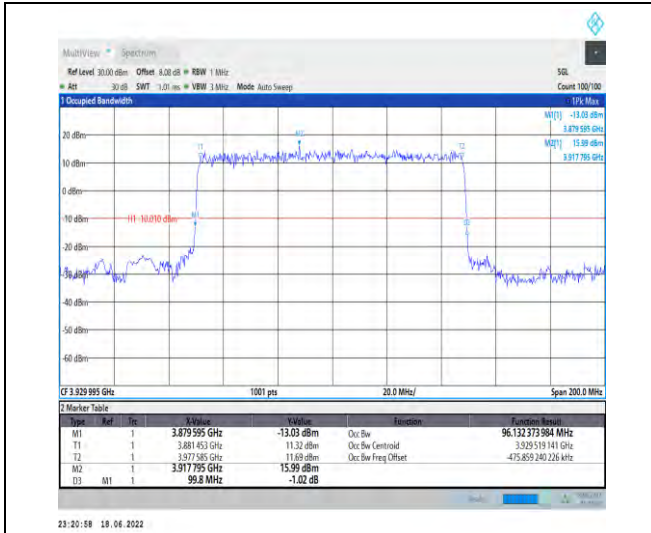 MultiView Spectrum
Ref Level 30.00 dBm Offset 8.08 dB RBW 1 MHz SGL
Att 30 dB SWT 1.01 ms VBW 3 MHz Mode Auto Sweep Count 100/100
1 Occupied Bandwidth 1Pk Max
M1[1] -13.03 dBm
3.879 595 GHz
M2[1] 15.99 dBm
3.917 795 GHz
20 dBm
M2
T1 T2
10 dBm
0 dBm
-10 dBm H1 -10.010 dBm M1
D3
-20 dBm
-30 dBm
-40 dBm
-50 dBm
-60 dBm
CF 3.929 995 GHz 1001 pts 20.0 MHz/ Span 200.0 MHz
2 Marker Table
Type Ref Trc X-Value Y-Value Function Function Result
M1 1 3.879 595 GHz -13.03 dBm Occ Bw 96.132 373 984 MHz
T1 1 3.881 453 GHz 11.32 dBm Occ Bw Centroid 3.929 519 141 GHz
T2 1 3.977 585 GHz 11.69 dBm Occ Bw Freq Offset -475.859 240 226 kHz
M2 1 3.917 795 GHz 15.99 dBm
D3 M1 1 99.8 MHz -1.02 dB
23:20:58 18.06.2022